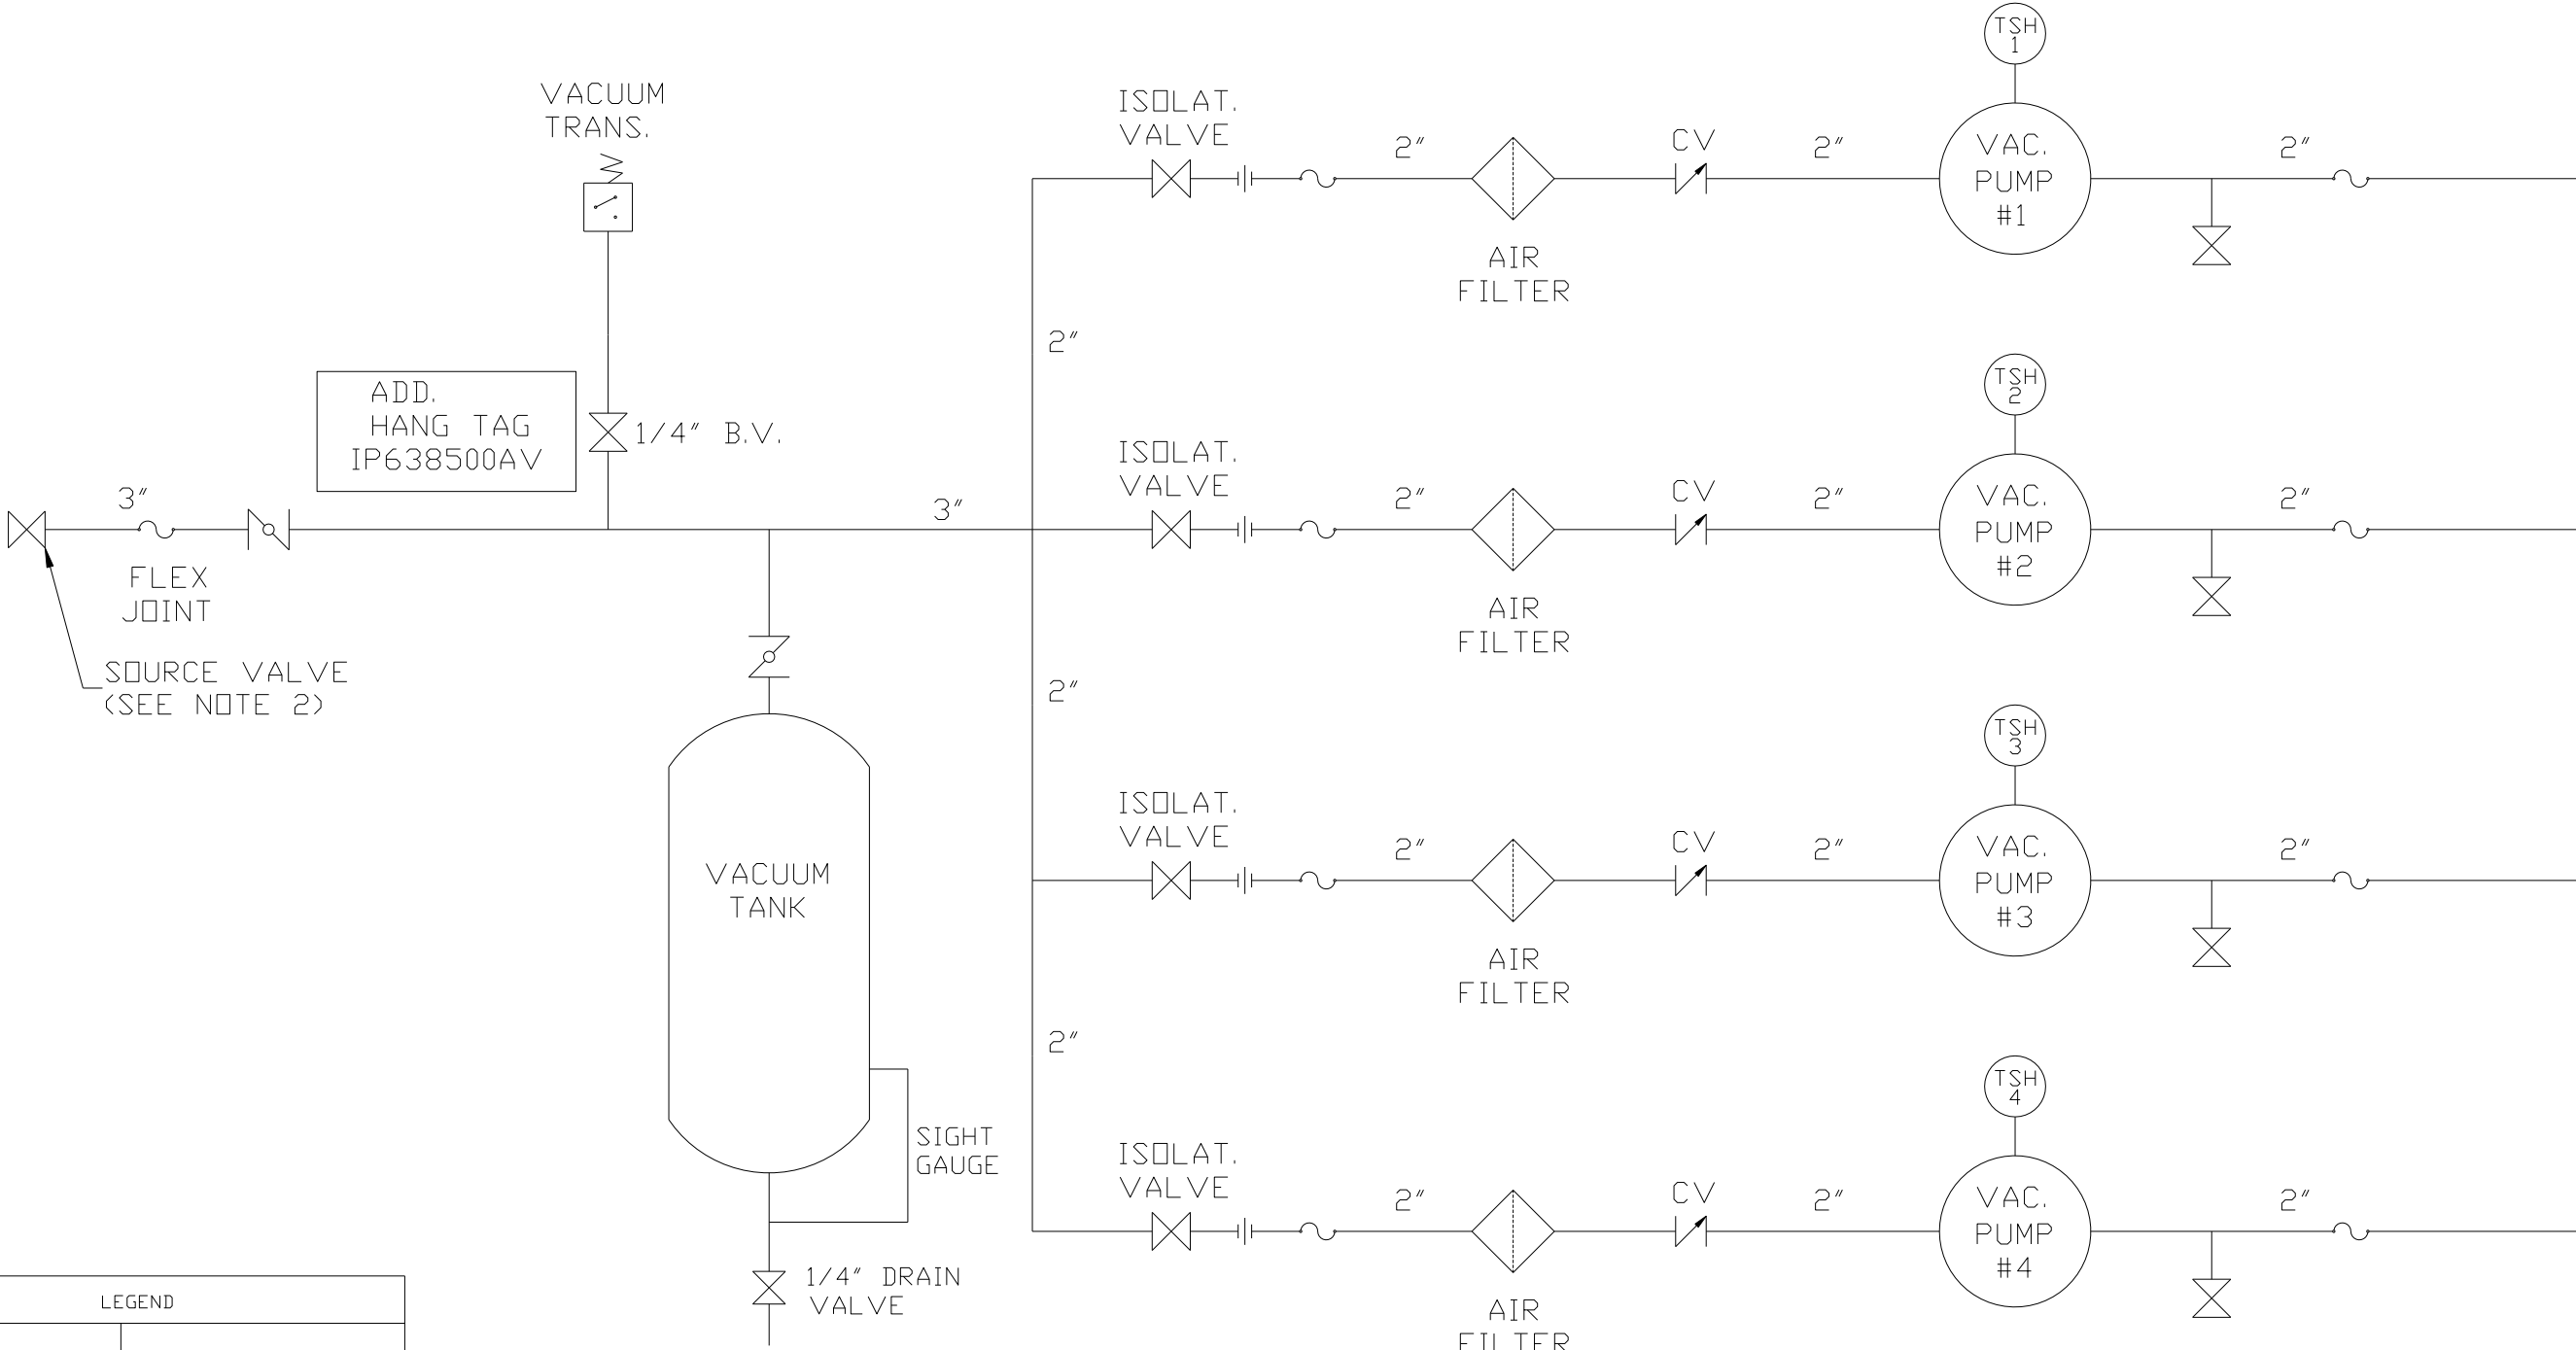 TSH
1
VACUUM
TRANS.
ISOLAT.
VALVE
2"
CV
2"
VAC.
PUMP
#1
2"
AIR
FILTER
2"
ADD.
HANG TAG
IP638500AV
1/4" B.V.
TSH
2
3"
FLEX
JOINT
SOURCE VALVE
(SEE NOTE 2)
3"
ISOLAT.
VALVE
2"
CV
2"
VAC.
PUMP
#2
2"
AIR
FILTER
2"
TSH
3
VACUUM
TANK
ISOLAT.
VALVE
2"
CV
2"
VAC.
PUMP
#3
2"
AIR
FILTER
2"
TSH
4
SIGHT
GAUGE
ISOLAT.
VALVE
2"
CV
2"
VAC.
PUMP
#4
2"
AIR
FILTER
1/4" DRAIN
VALVE
LEGEND